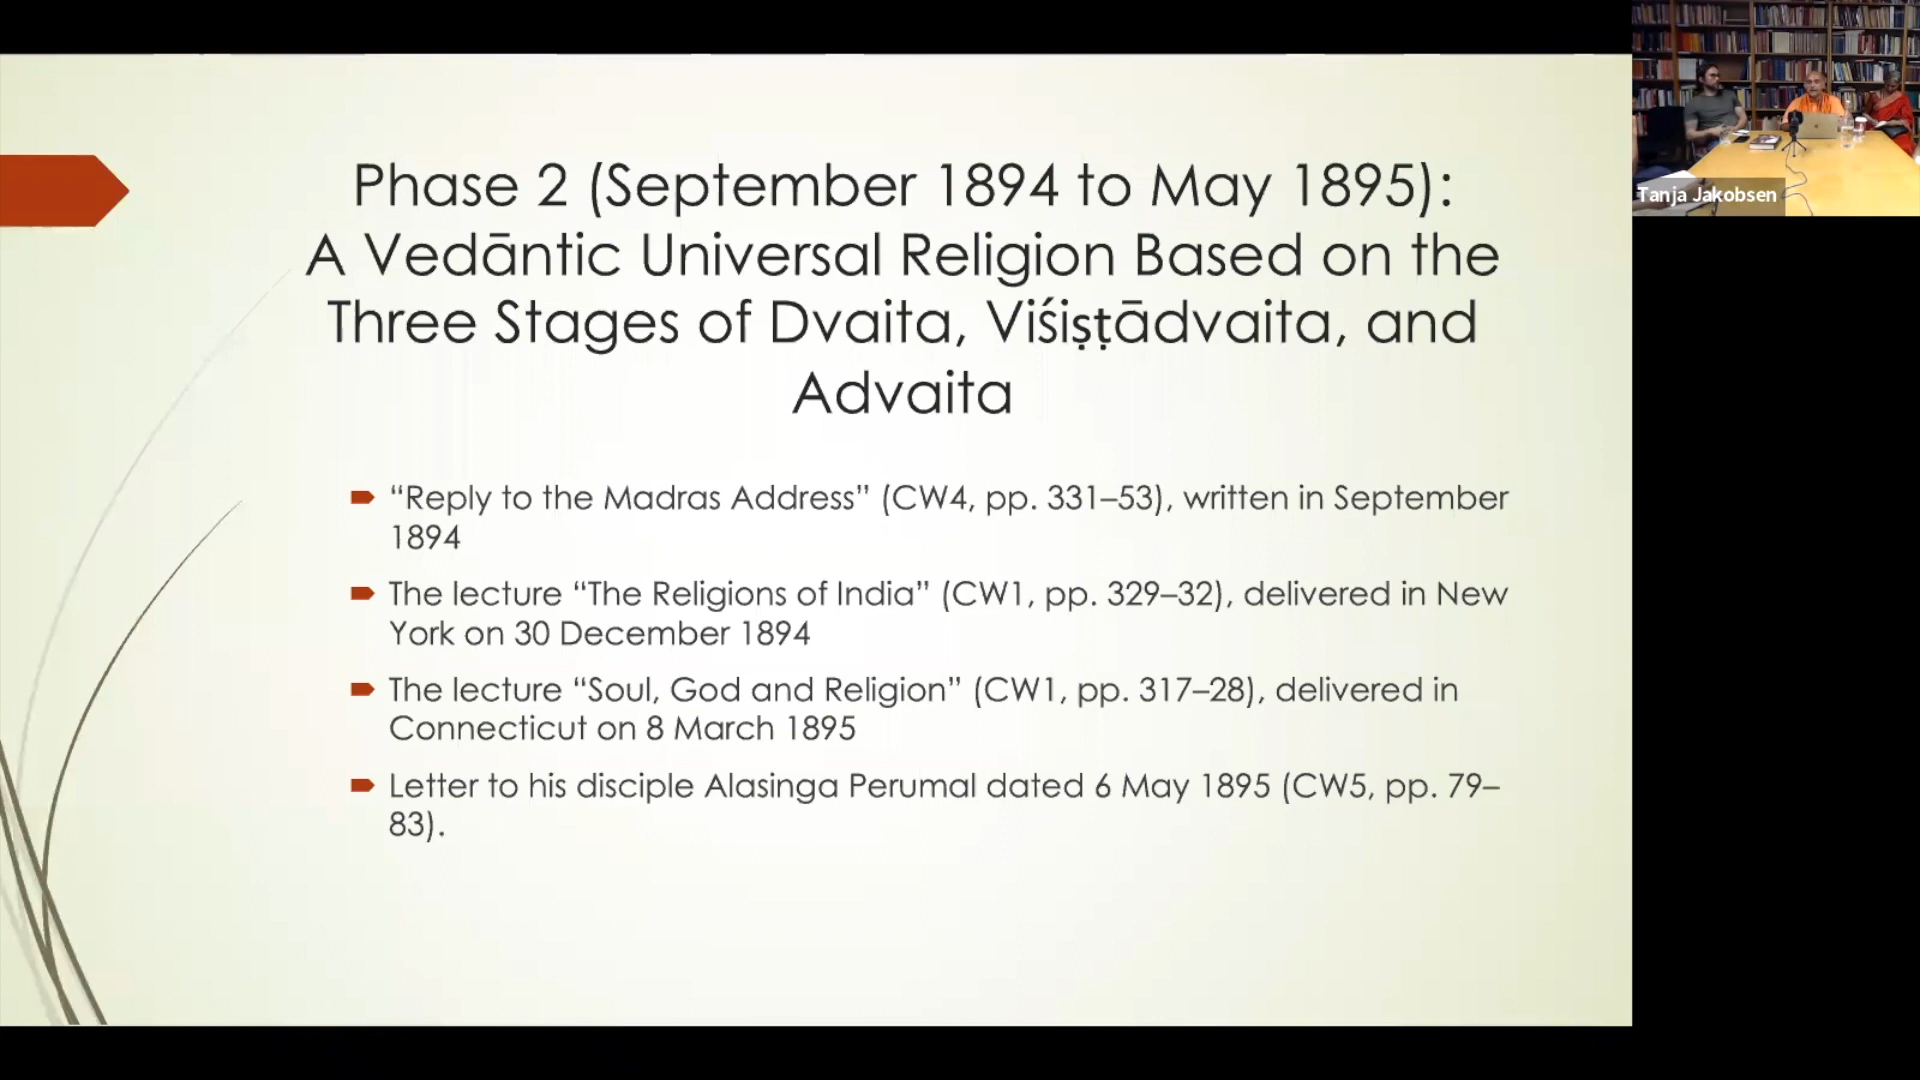 Phase 2 (September 1894 to May 1895):
A Vedāntic Universal Religion Based on the
Three Stages of Dvaita, Viśiṣṭādvaita, and
Advaita
“Reply to the Madras Address” (CW4, pp. 331–53), written in September
1894
The lecture “The Religions of India” (CW1, pp. 329–32), delivered in New
York on 30 December 1894
The lecture “Soul, God and Religion” (CW1, pp. 317–28), delivered in
Connecticut on 8 March 1895
Letter to his disciple Alasinga Perumal dated 6 May 1895 (CW5, pp. 79–
83).
Tanja Jakobsen